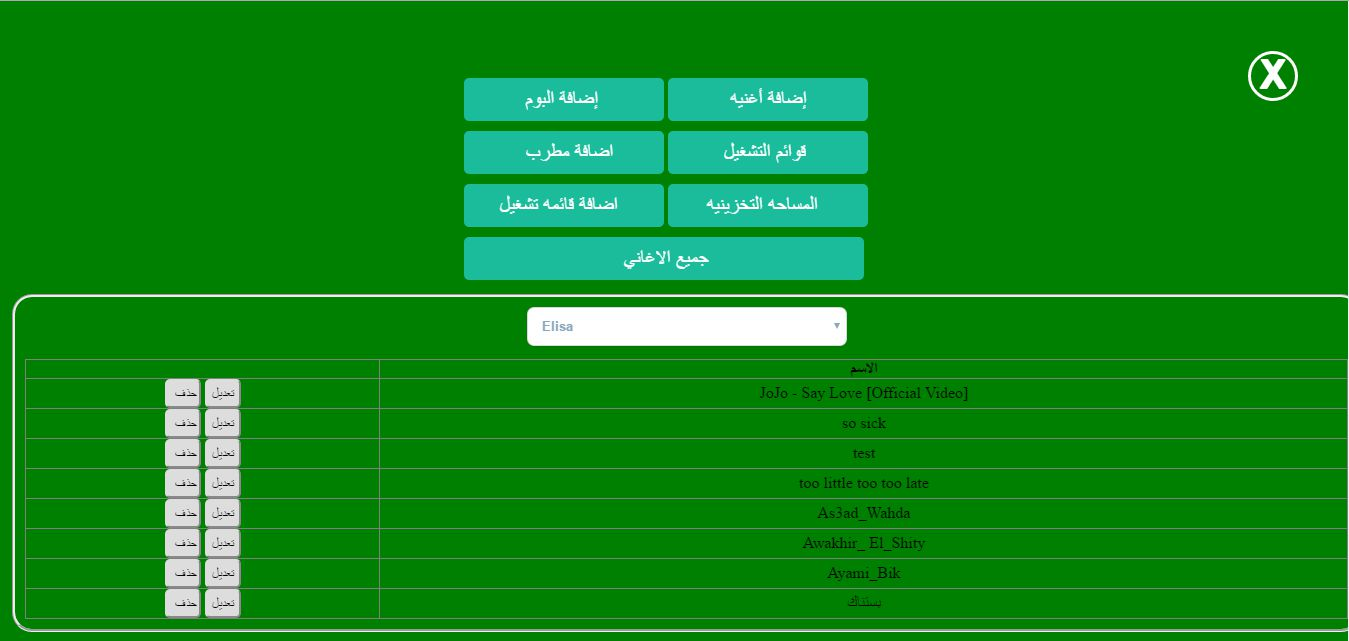 X
إضافة أغنيه
إضافة البوم
قوائم التشغيل
اضافة مطرب
المساحه التخزينيه
اضافة قائمه تشغيل
جميع الاغاني
Elisa
الاسم
JoJo - Say Love [Official Video]
تعديل حذف
so sick
تعديل حذف
test
تعديل حذف
too little too too late
تعديل حذف
As3ad_Wahda
تعديل حذف
Awakhir_ El_Shity
تعديل حذف
Ayami_Bik
تعديل حذف
بستناك
تعديل حذف